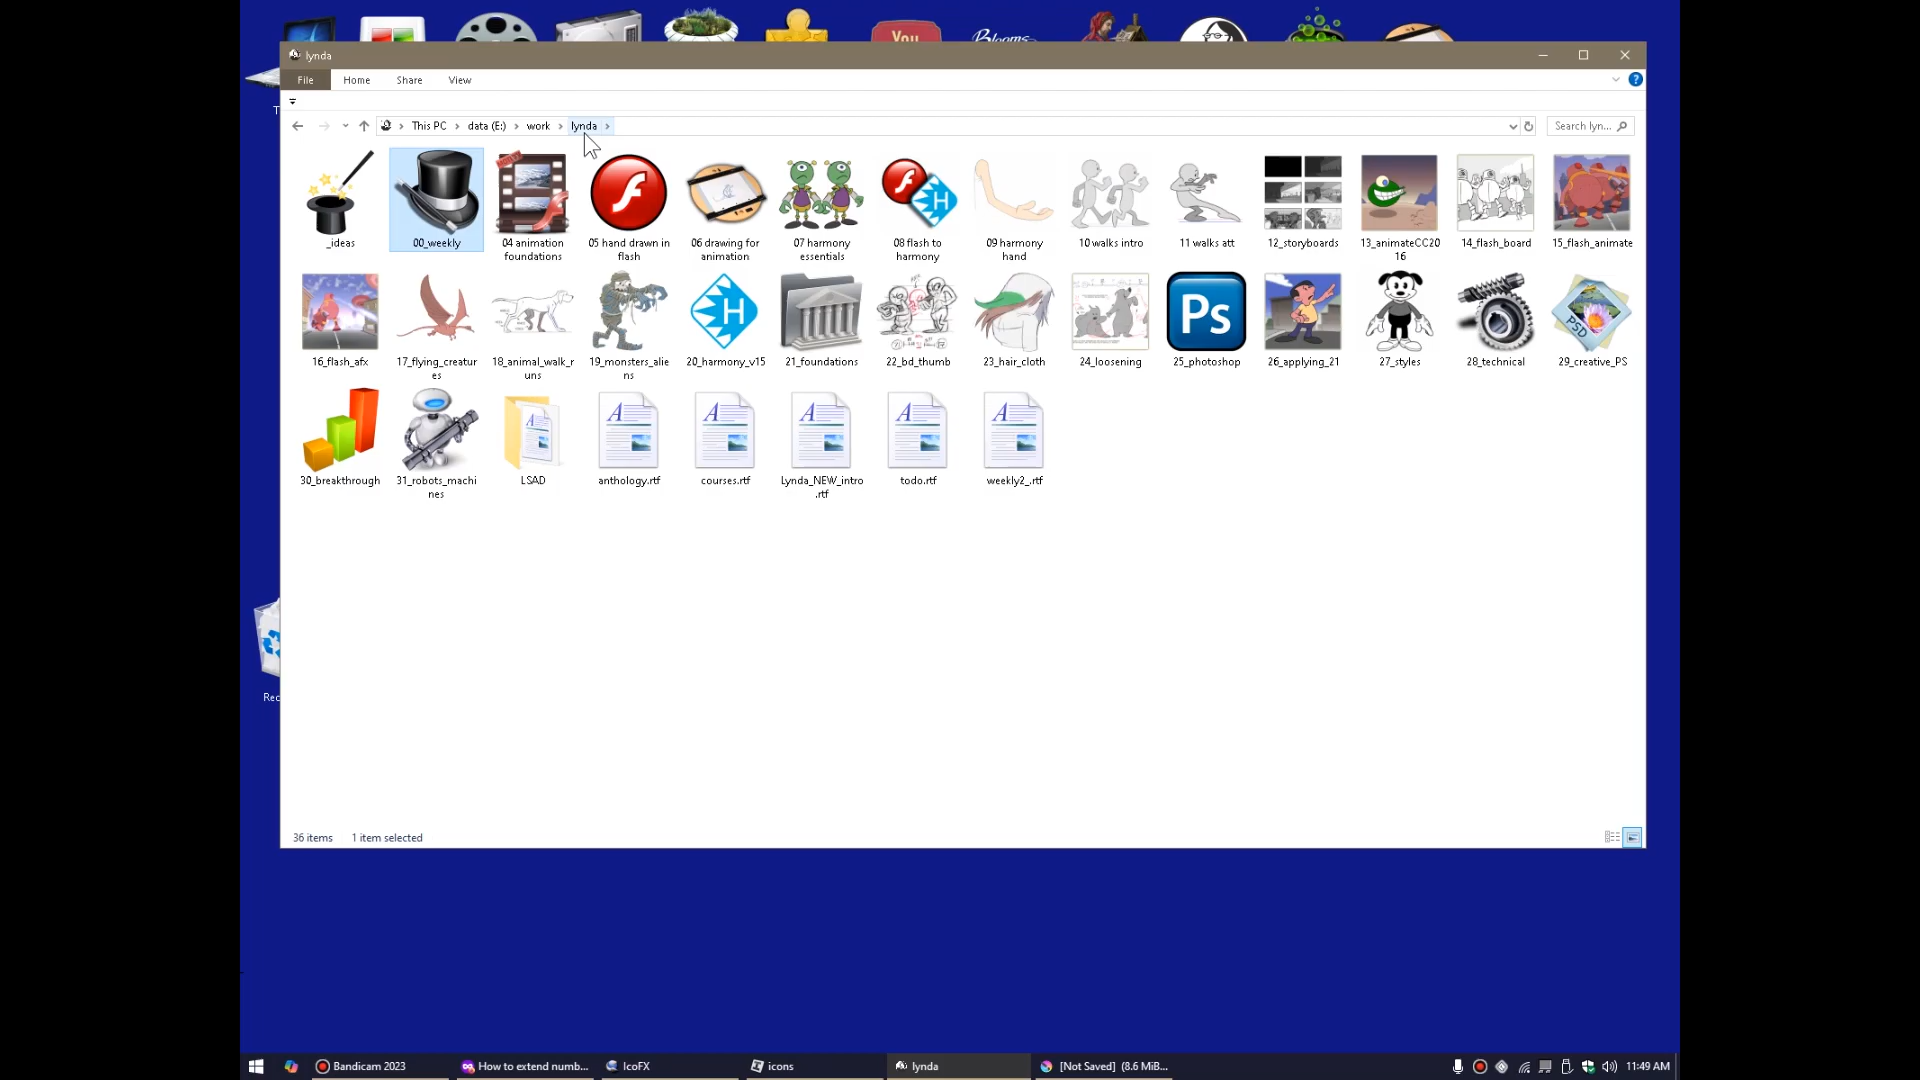 You
Blooms
lynda
File
Home
Share
View
This PC
data (E:)
work
lynda
Search lyn...
_ideas
00_weekly
04 animation
foundations
05 hand drawn in
flash
06 drawing for
animation
07 harmony
essentials
08 flash to
harmony
09 harmony
hand
10 walks intro
11 walks att
12_storyboards
13_animateCC20
16
14_flash_board
15_flash_animate
16_flash_afx
17_flying_creatur
es
18_animal_walk_r
uns
19_monsters_alie
ns
20_harmony_v15
21_foundations
22_bd_thumb
23_hair_cloth
24_loosening
25_photoshop
26_applying_21
27_styles
28_technical
29_creative_PS
H
H
Ps
PSD
30_breakthrough
31_robots_machi
nes
LSAD
anthology.rtf
courses.rtf
Lynda_NEW_intro
.rtf
todo.rtf
weekly2_.rtf
Rec
36 items
1 item selected
Bandicam 2023
How to extend numb...
IcoFX
icons
lynda
[Not Saved] (8.6 MiB...
11:49 AM